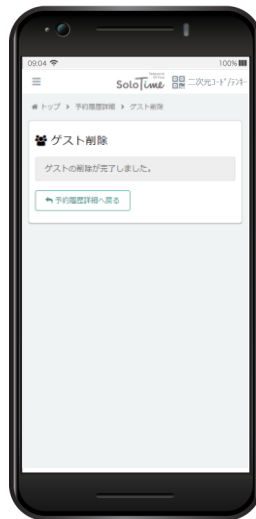 09:04 100%
SoloTime 二次元コード/テンキー
トップ 予約履歴詳細 ゲスト削除
ゲスト削除
ゲストの削除が完了しました。
予約履歴詳細へ戻る